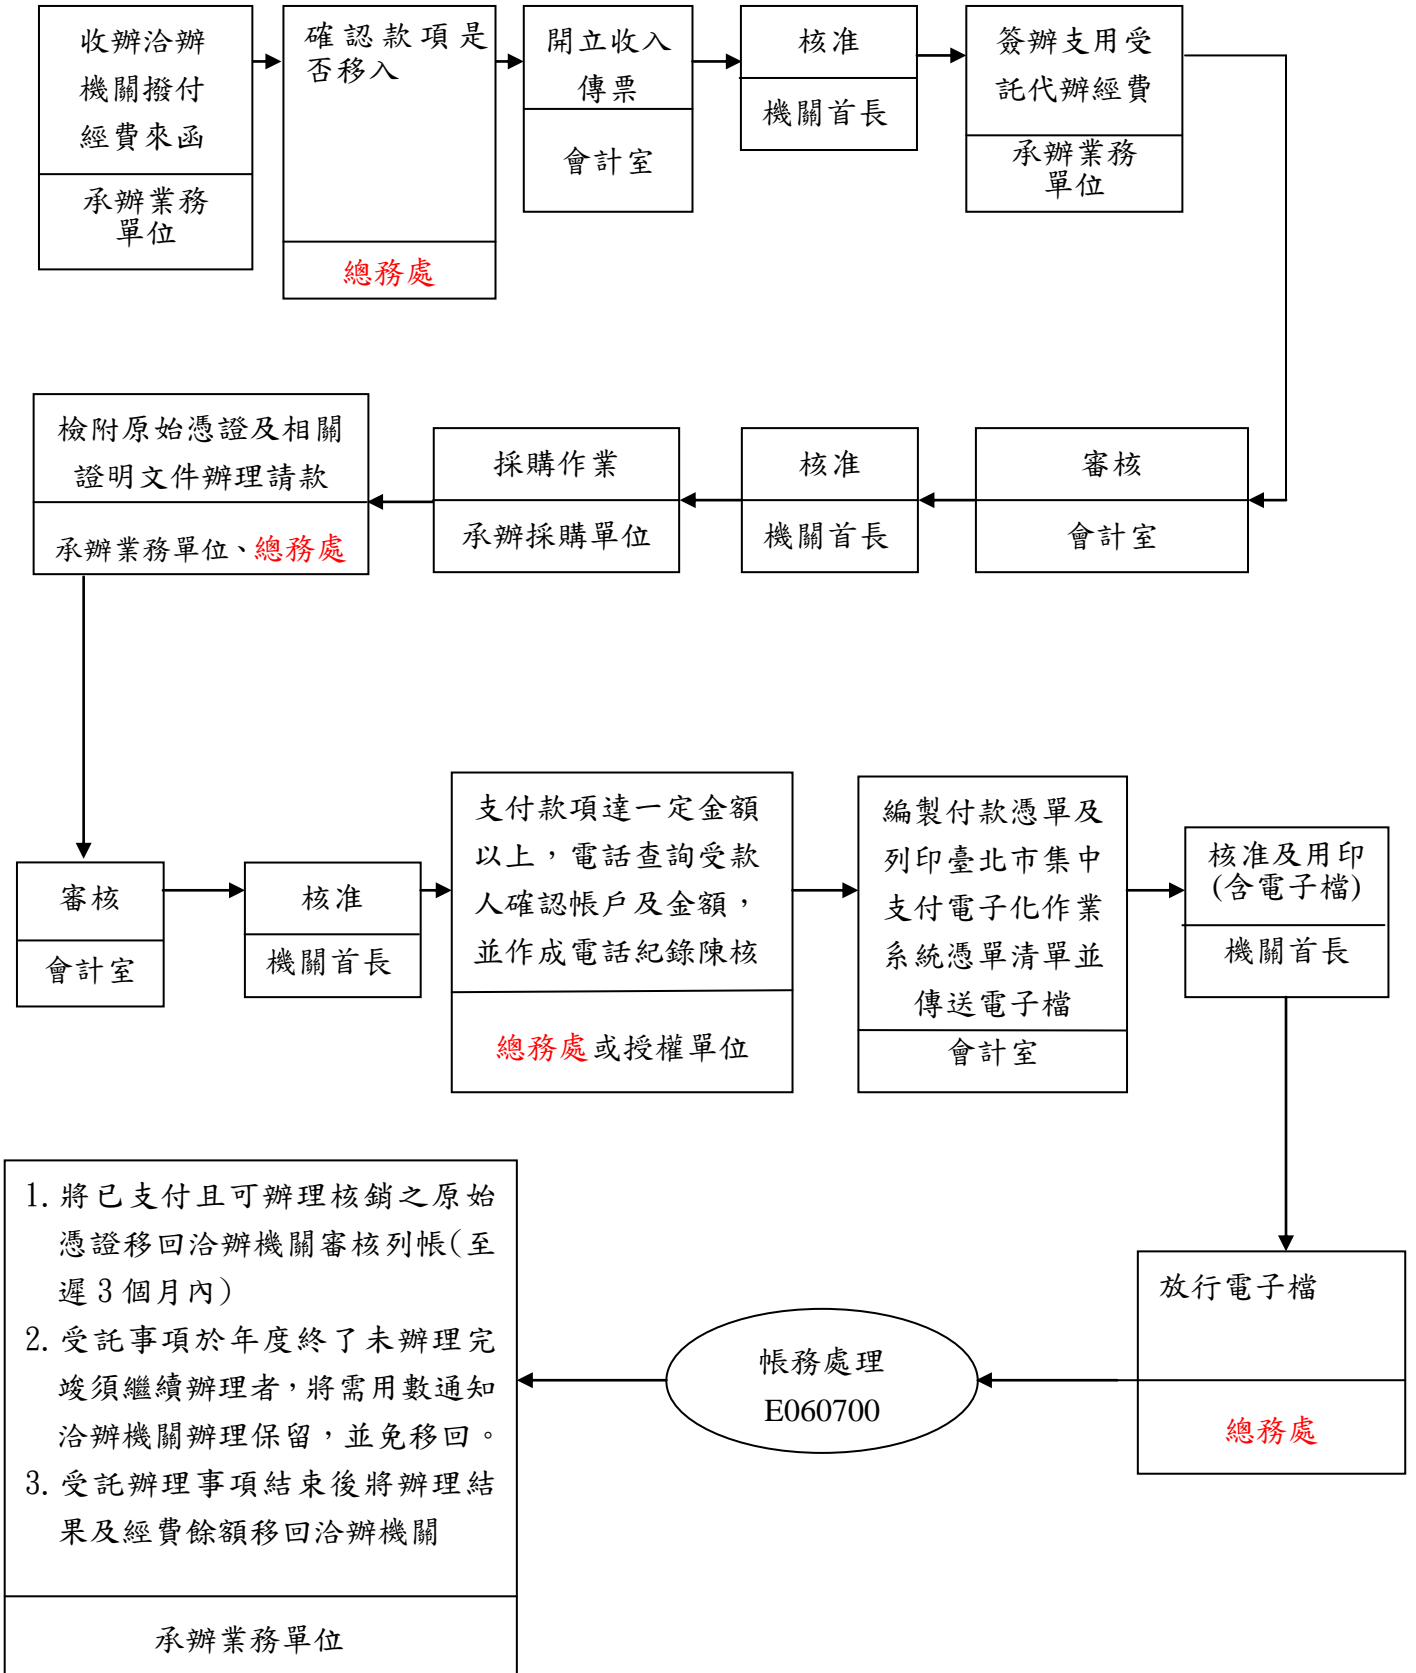 收辦洽辦
機關撥付
經費來函
承辦業務
單位
確認款項是
否移入
總務處
開立收入
傳票
會計室
核准
機關首長
簽辦支用受
託代辦經費
承辦業務
單位
審核
會計室
核准
機關首長
採購作業
承辦採購單位
檢附原始憑證及相關
證明文件辦理請款
承辦業務單位、總務處
審核
會計室
核准
機關首長
支付款項達一定金額
以上，電話查詢受款
人確認帳戶及金額，
並作成電話紀錄陳核
總務處或授權單位
編製付款憑單及
列印臺北市集中
支付電子化作業
系統憑單清單並
傳送電子檔
會計室
核准及用印
(含電子檔)
機關首長
放行電子檔
總務處
帳務處理
E060700
1. 將已支付且可辦理核銷之原始
憑證移回洽辦機關審核列帳(至
遲 3 個月內)
2. 受託事項於年度終了未辦理完
竣須繼續辦理者，將需用數通知
洽辦機關辦理保留，並免移回。
3. 受託辦理事項結束後將辦理結
果及經費餘額移回洽辦機關
承辦業務單位